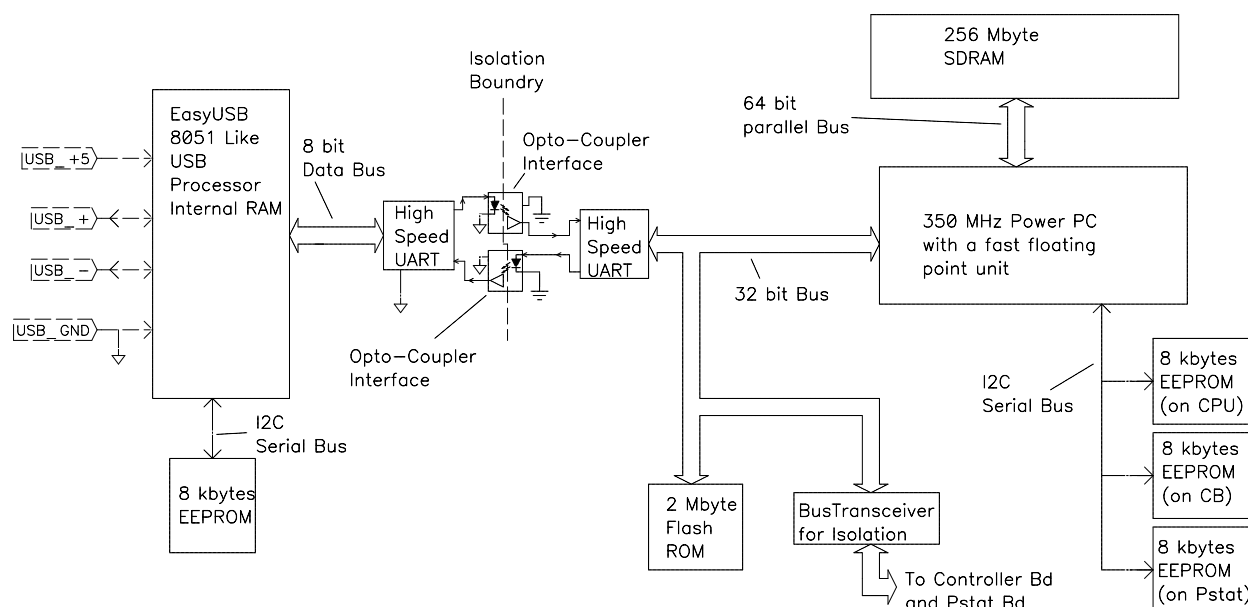 256 Mbyte
SDRAM
Isolation
Boundry
64 bit
parallel Bus
EasyUSB
8051 Like
USB
Processor
Internal RAM
8 bit
Data Bus
Opto-Coupler
Interface
USB_+5
USB_+
USB_-
USB_GND
High
Speed
UART
High
Speed
UART
350 MHz Power PC
with a fast floating
point unit
32 bit Bus
Opto-Coupler
Interface
I2C
Serial Bus
8 kbytes
EEPROM
(on CPU)
I2C
Serial Bus
8 kbytes
EEPROM
(on CB)
8 kbytes
EEPROM
2 Mbyte
Flash
ROM
BusTransceiver
for Isolation
8 kbytes
EEPROM
(on Pstat)
To Controller Bd
and Pstat Bd